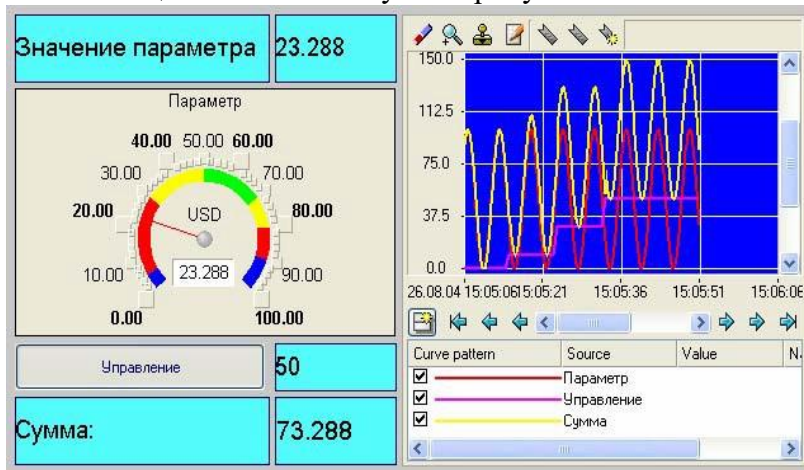 Значение параметра 23.288
Параметр
40.00 50.00 60.00
30.00 70.00
20.00 USD 80.00
10.00 23.288 90.00
0.00 100.00
Управление 50
Сумма: 73.288
150.0
112.5
75.0
37.5
0.0
26.08.04 15:05:06 15:05:21 15:05:36 15:05:51 15:06:06
Curve pattern Source Value N
Параметр
Управление
Сумма